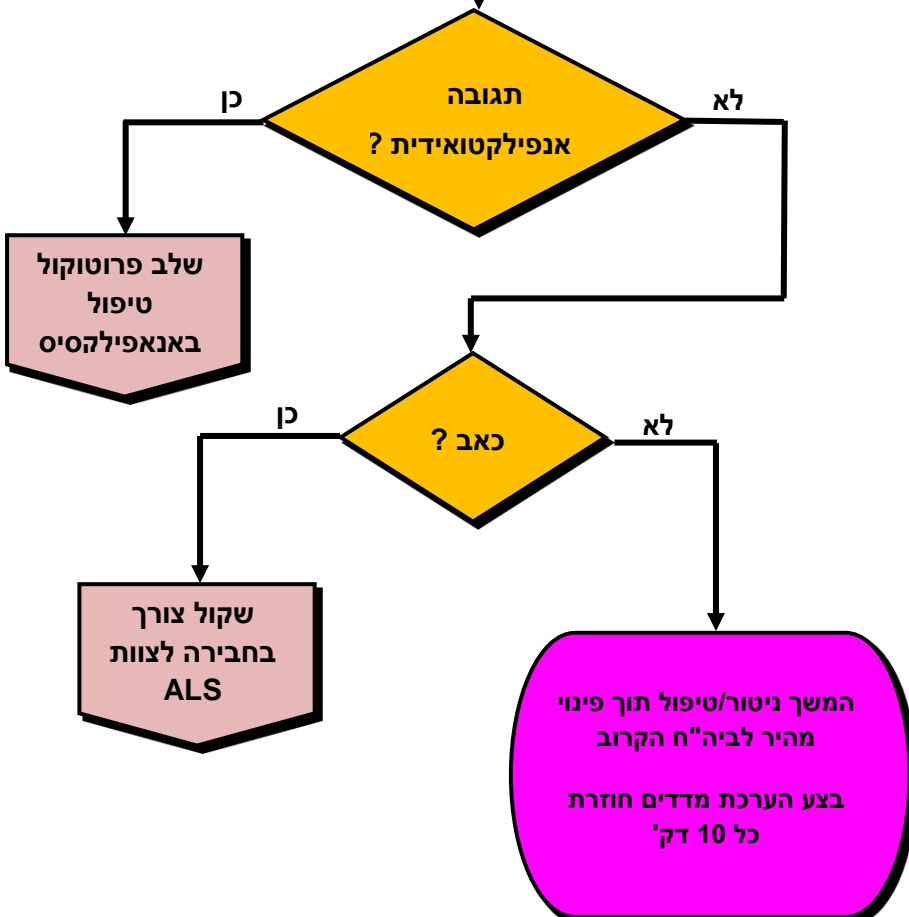 תגובה
אנפילקטואידית ?
כן
לא
שלב פרוטוקול
טיפול
באנאפילקסיס
כאב ?
כן
לא
שקול צורך
בחבירה לצוות
ALS
המשך ניטור/טיפול תוך פינוי
מהיר לביה"ח הקרוב
בצע הערכת מדדים חוזרת
כל 10 דק'